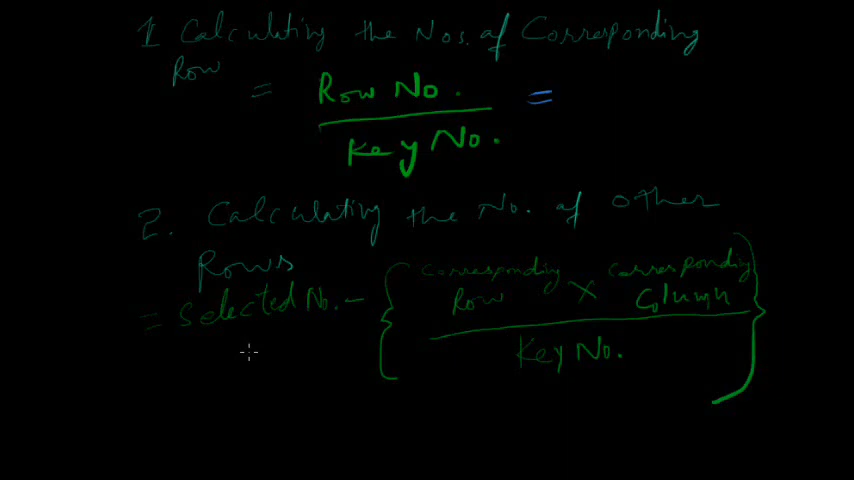 1 Calculating the Nos. of Corresponding
Row
= Row No. =
Key No.
2. Calculating the No. of other
Rows
= Selected No. - { corresponding Row × corresponding Column }
Key No.